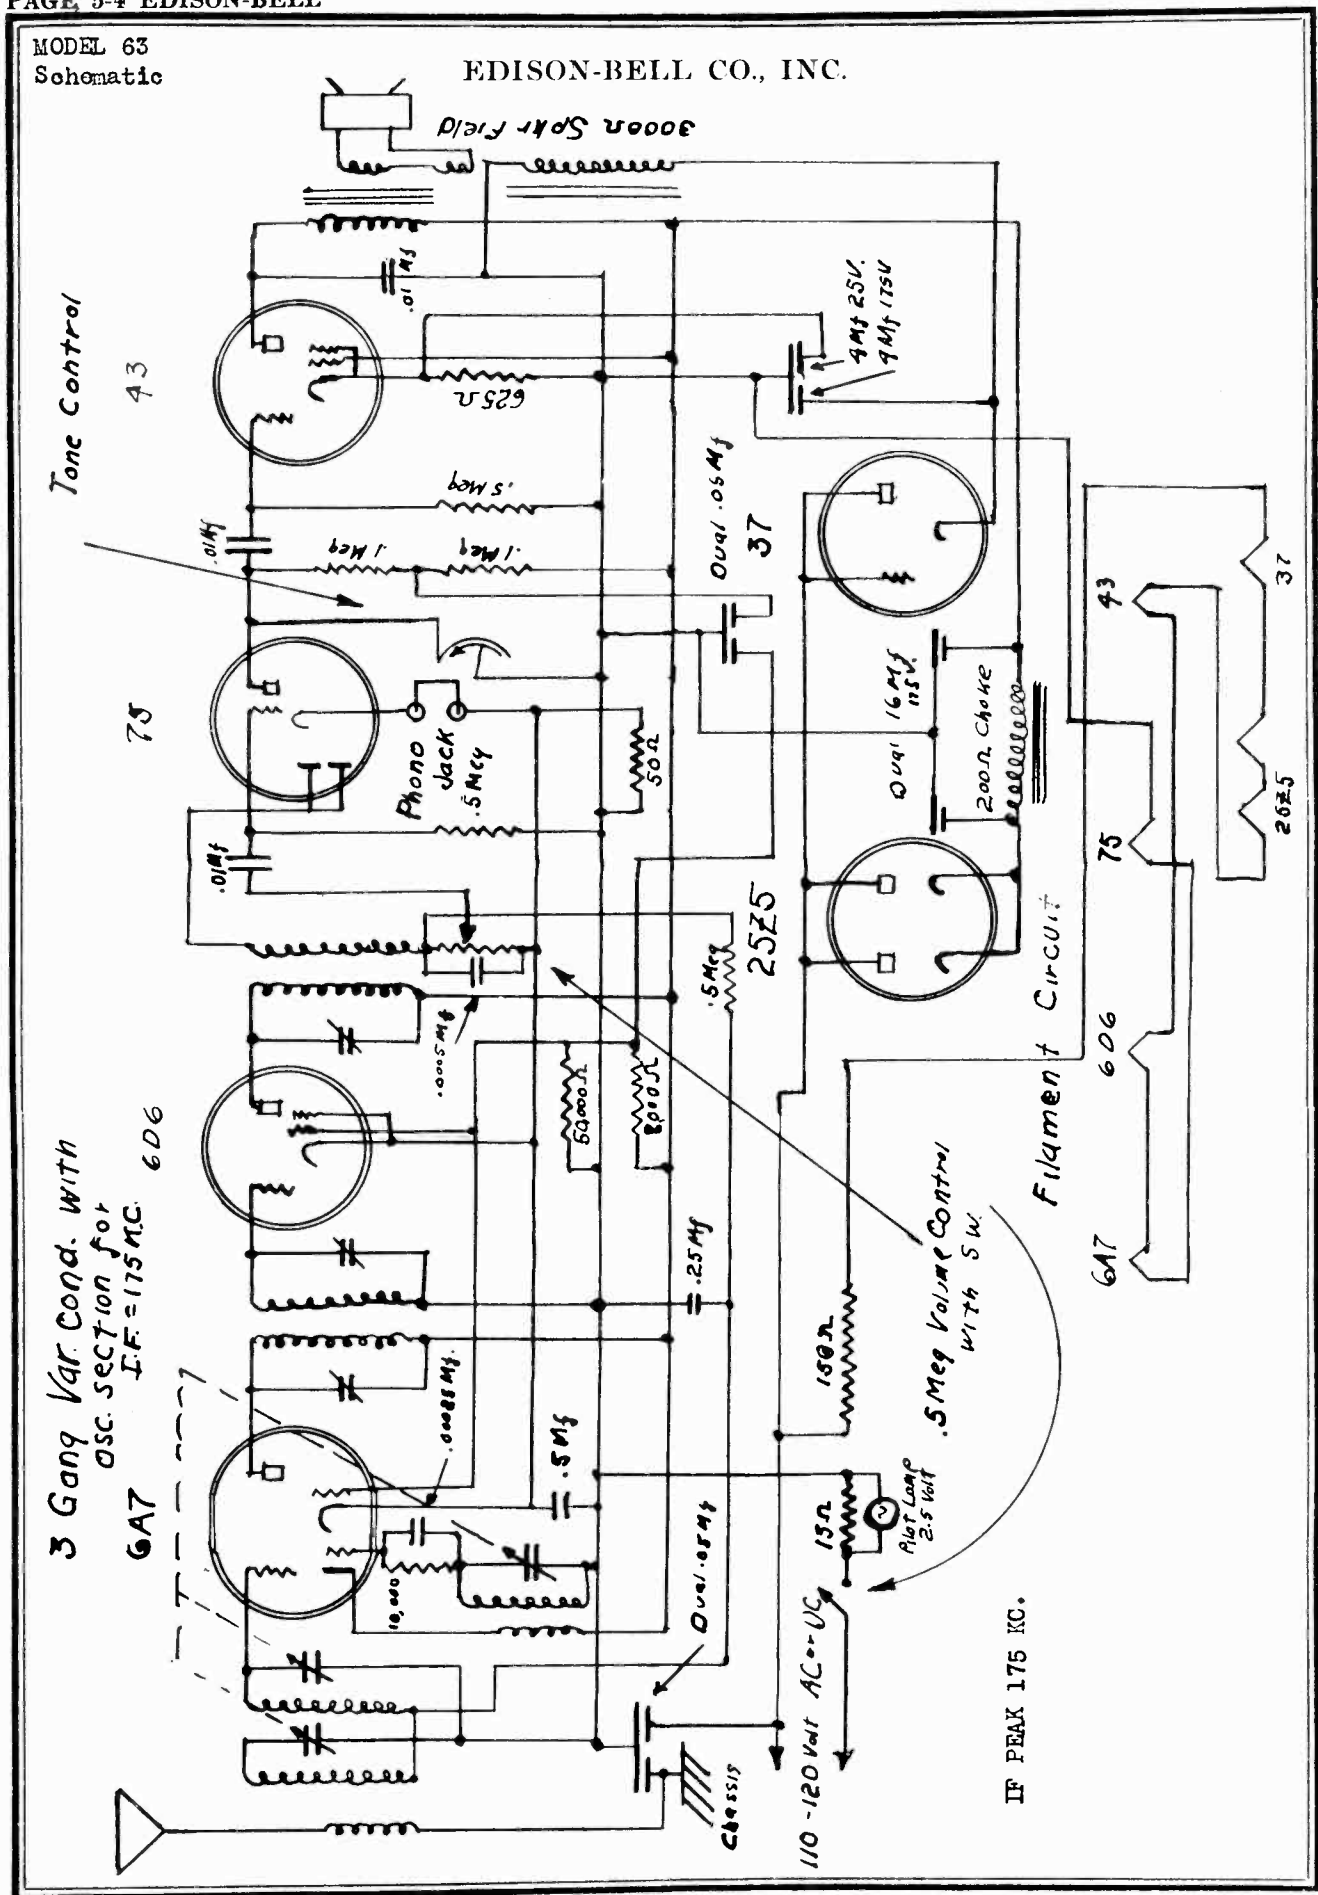 PAGE 5-4 EDISON-BELL
MODEL 63
Schematic
EDISON-BELL CO., INC.
3000Ω Spkr Field
Tone Control
43
.01 Mf
625Ω
4Mf 25V.
4Mf 175V
.5 Meg
.01Mf
.1 Meg
.1 Meg
Dual .05 Mf
37
75
Phono
Jack
.5 Meg
50Ω
Dual 16 Mf
175V.
200Ω Choke
.01Mf
25Z5
.5 Meg
.0005 Mf
6D6
50,000Ω
8,000Ω
3 Gang Var. Cond. With
osc. section for
I.F. = 175 K.C.
6A7
.25 Mf
.5 Meg Volume Control
With SW.
.5 Mf
10,000
Dual .05 Mf
150Ω
15Ω
Pilot Lamp
2.5 Volt
Chassis
110-120 Volt AC or DC
IF PEAK 175 KC.
Filament Circuit
6A7
6D6
75
43
25Z5
37